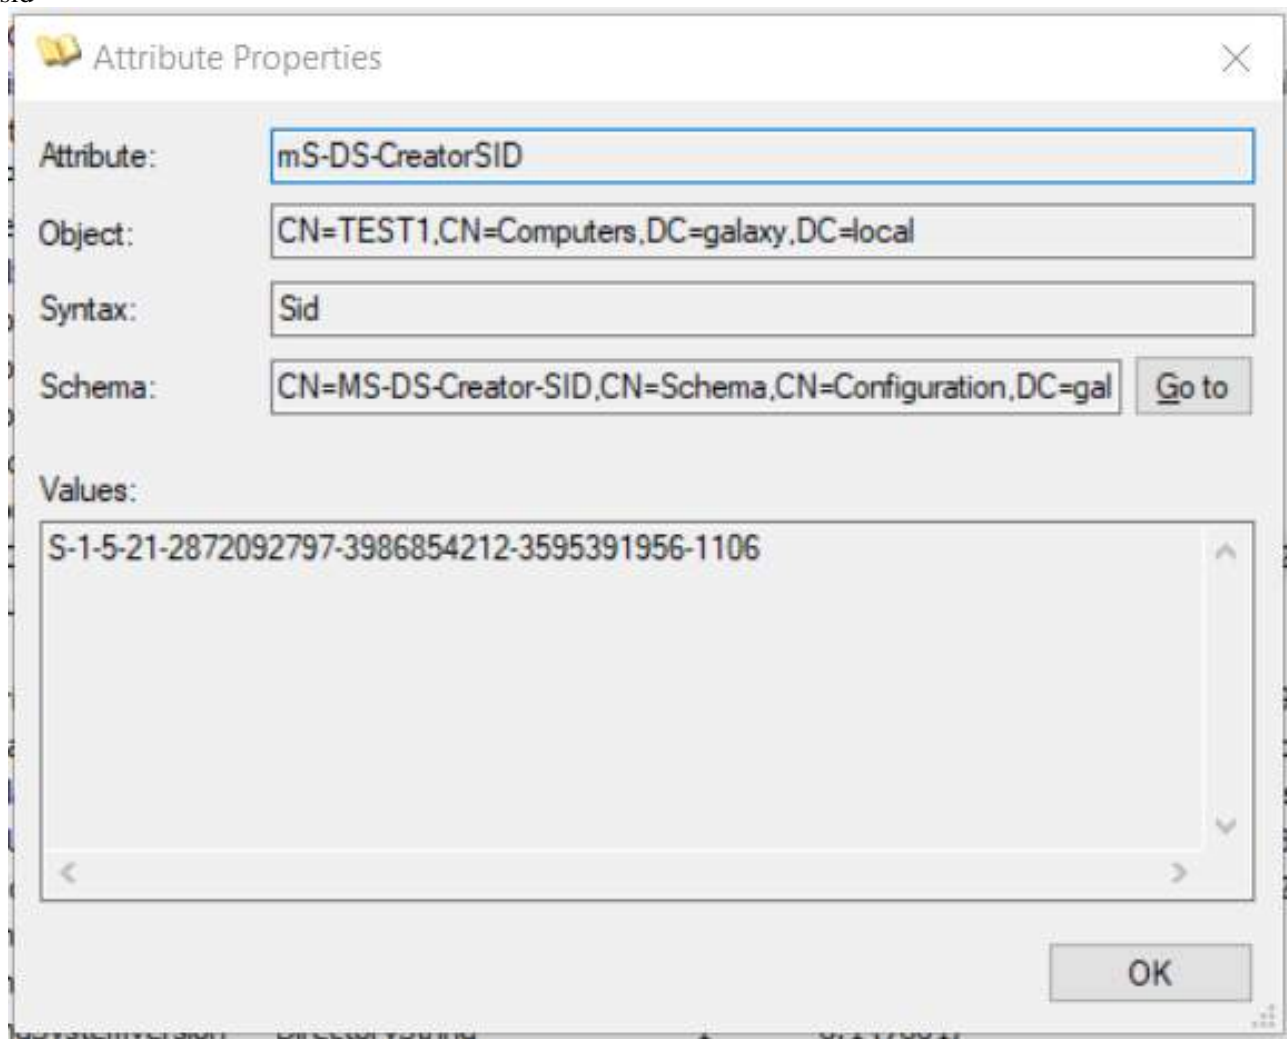 sid
Attribute Properties
Attribute: mS-DS-CreatorSID
Object: CN=TEST1,CN=Computers,DC=galaxy,DC=local
Syntax: Sid
Schema: CN=MS-DS-Creator-SID,CN=Schema,CN=Configuration,DC=gal Go to
Values:
S-1-5-21-2872092797-3986854212-3595391956-1106
OK